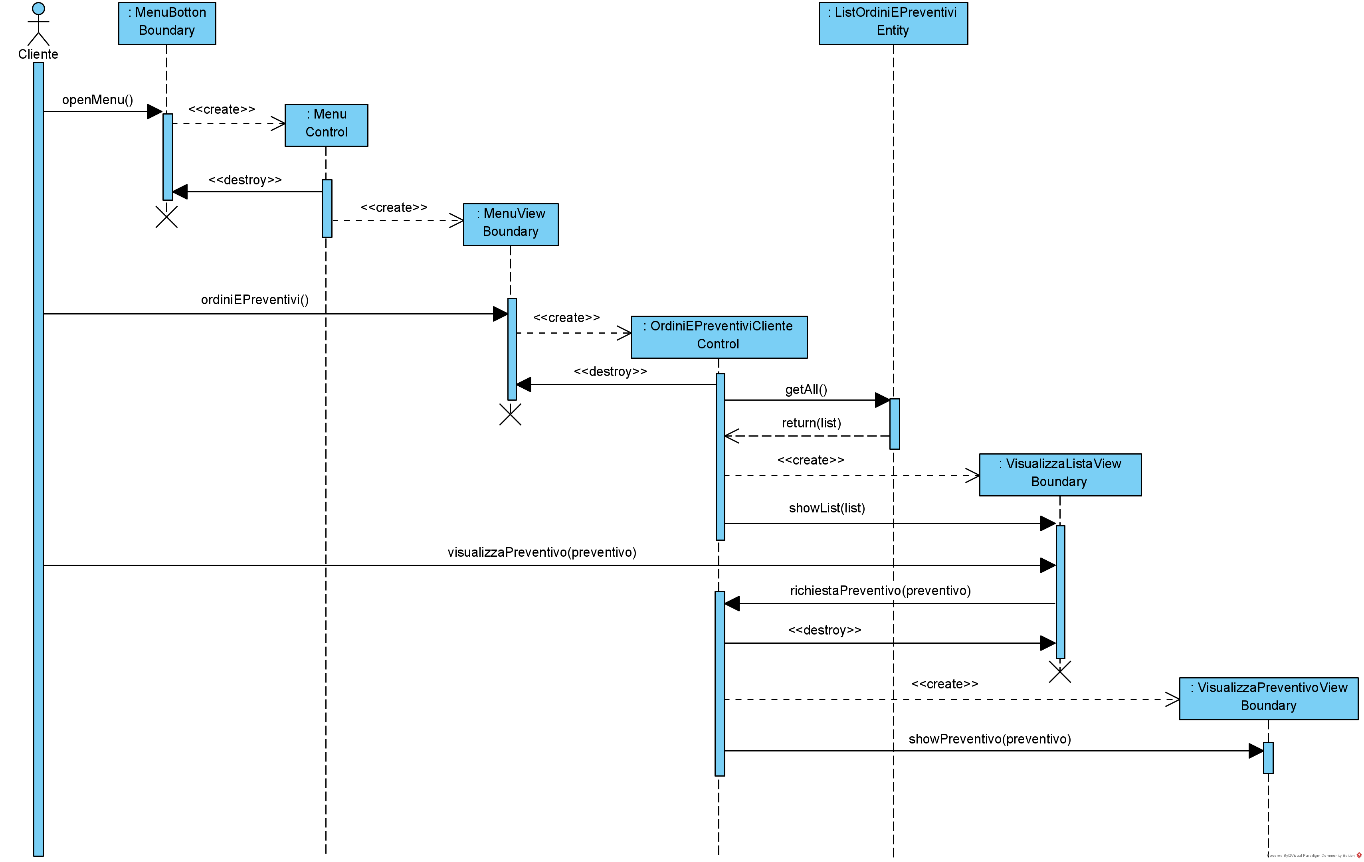 : MenuBotton
Boundary
: ListOrdiniEPreventivi
Entity
Cliente
openMenu()
<<create>>
: Menu
Control
<<destroy>>
<<create>>
: MenuView
Boundary
ordiniEPreventivi()
<<create>>
: OrdiniEPreventiviCliente
Control
<<destroy>>
getAll()
return(list)
<<create>>
: VisualizzaListaView
Boundary
showList(list)
visualizzaPreventivo(preventivo)
richiestaPreventivo(preventivo)
<<destroy>>
<<create>>
: VisualizzaPreventivoView
Boundary
showPreventivo(preventivo)